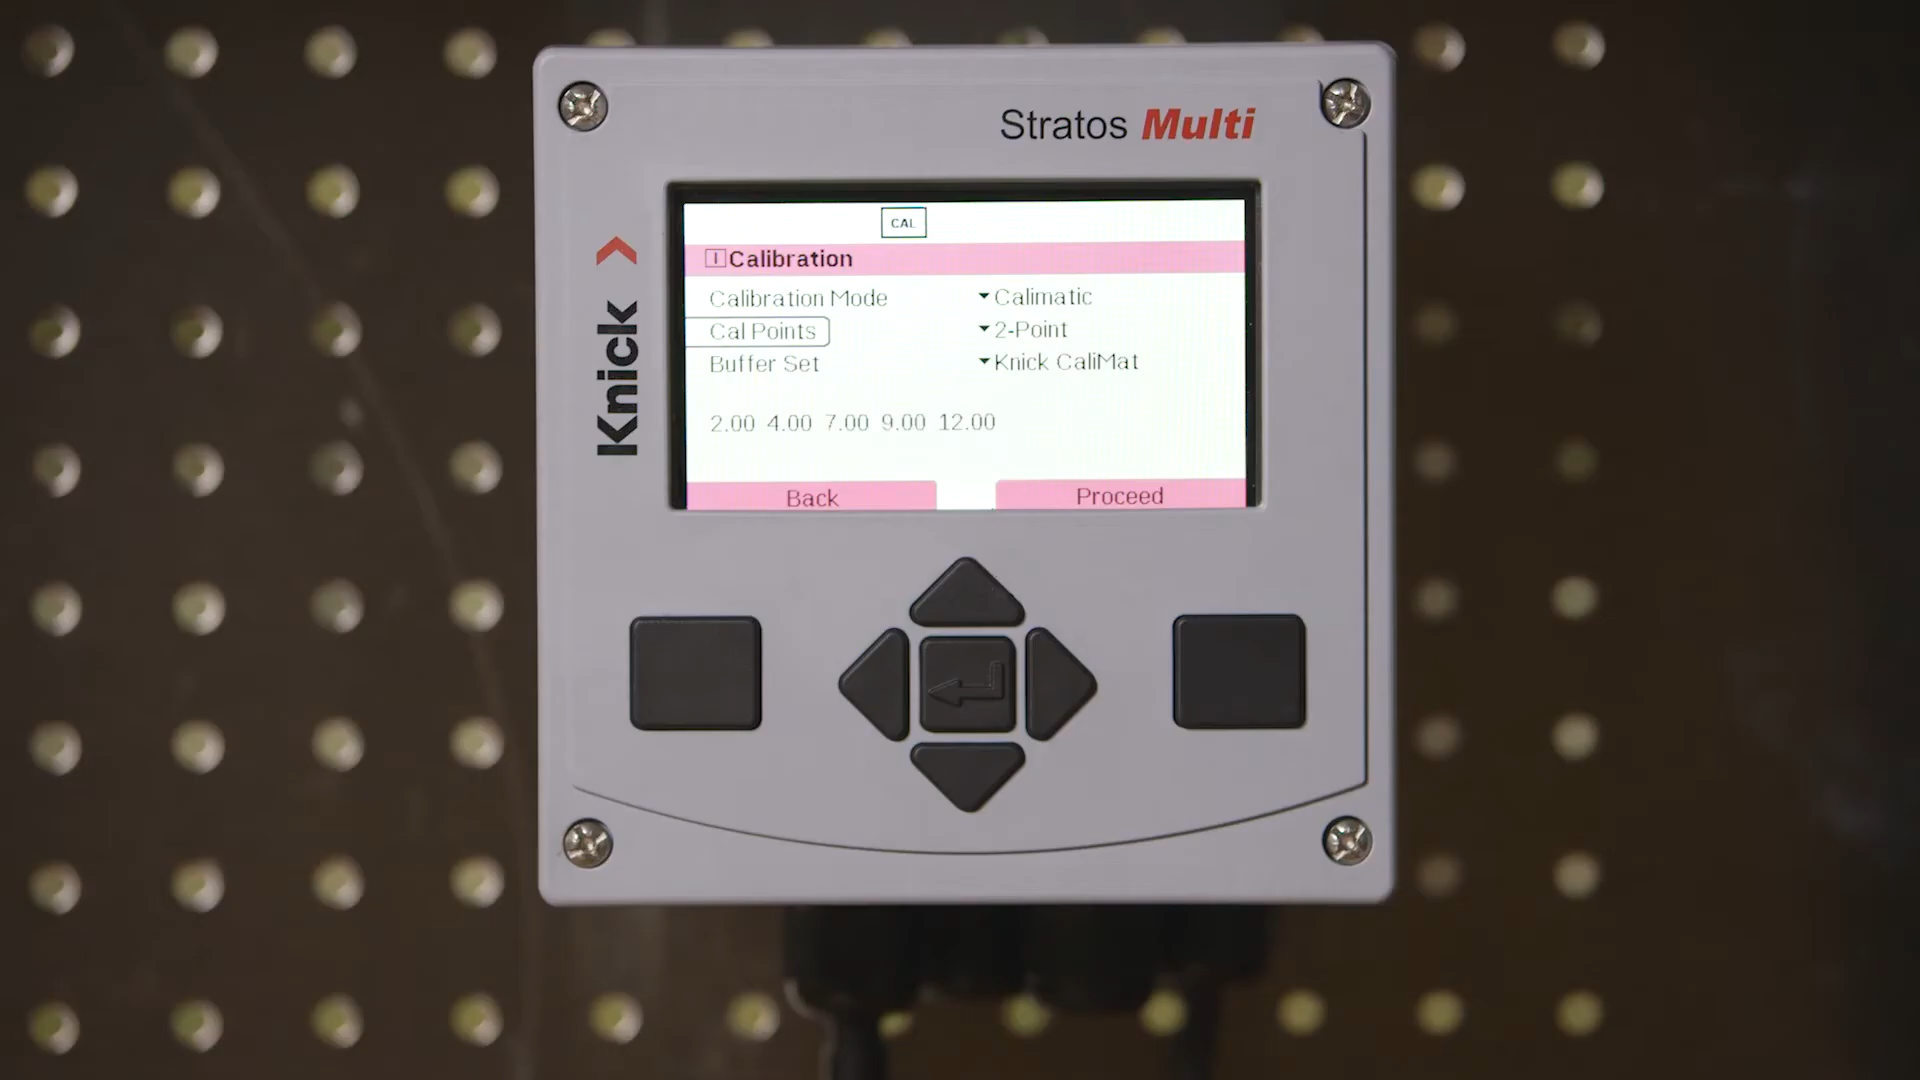 Stratos Multi
Knick
CAL
Calibration
Calibration Mode Calimatic
Cal Points 2-Point
Buffer Set Knick CaliMat
2.00 4.00 7.00 9.00 12.00
Back Proceed